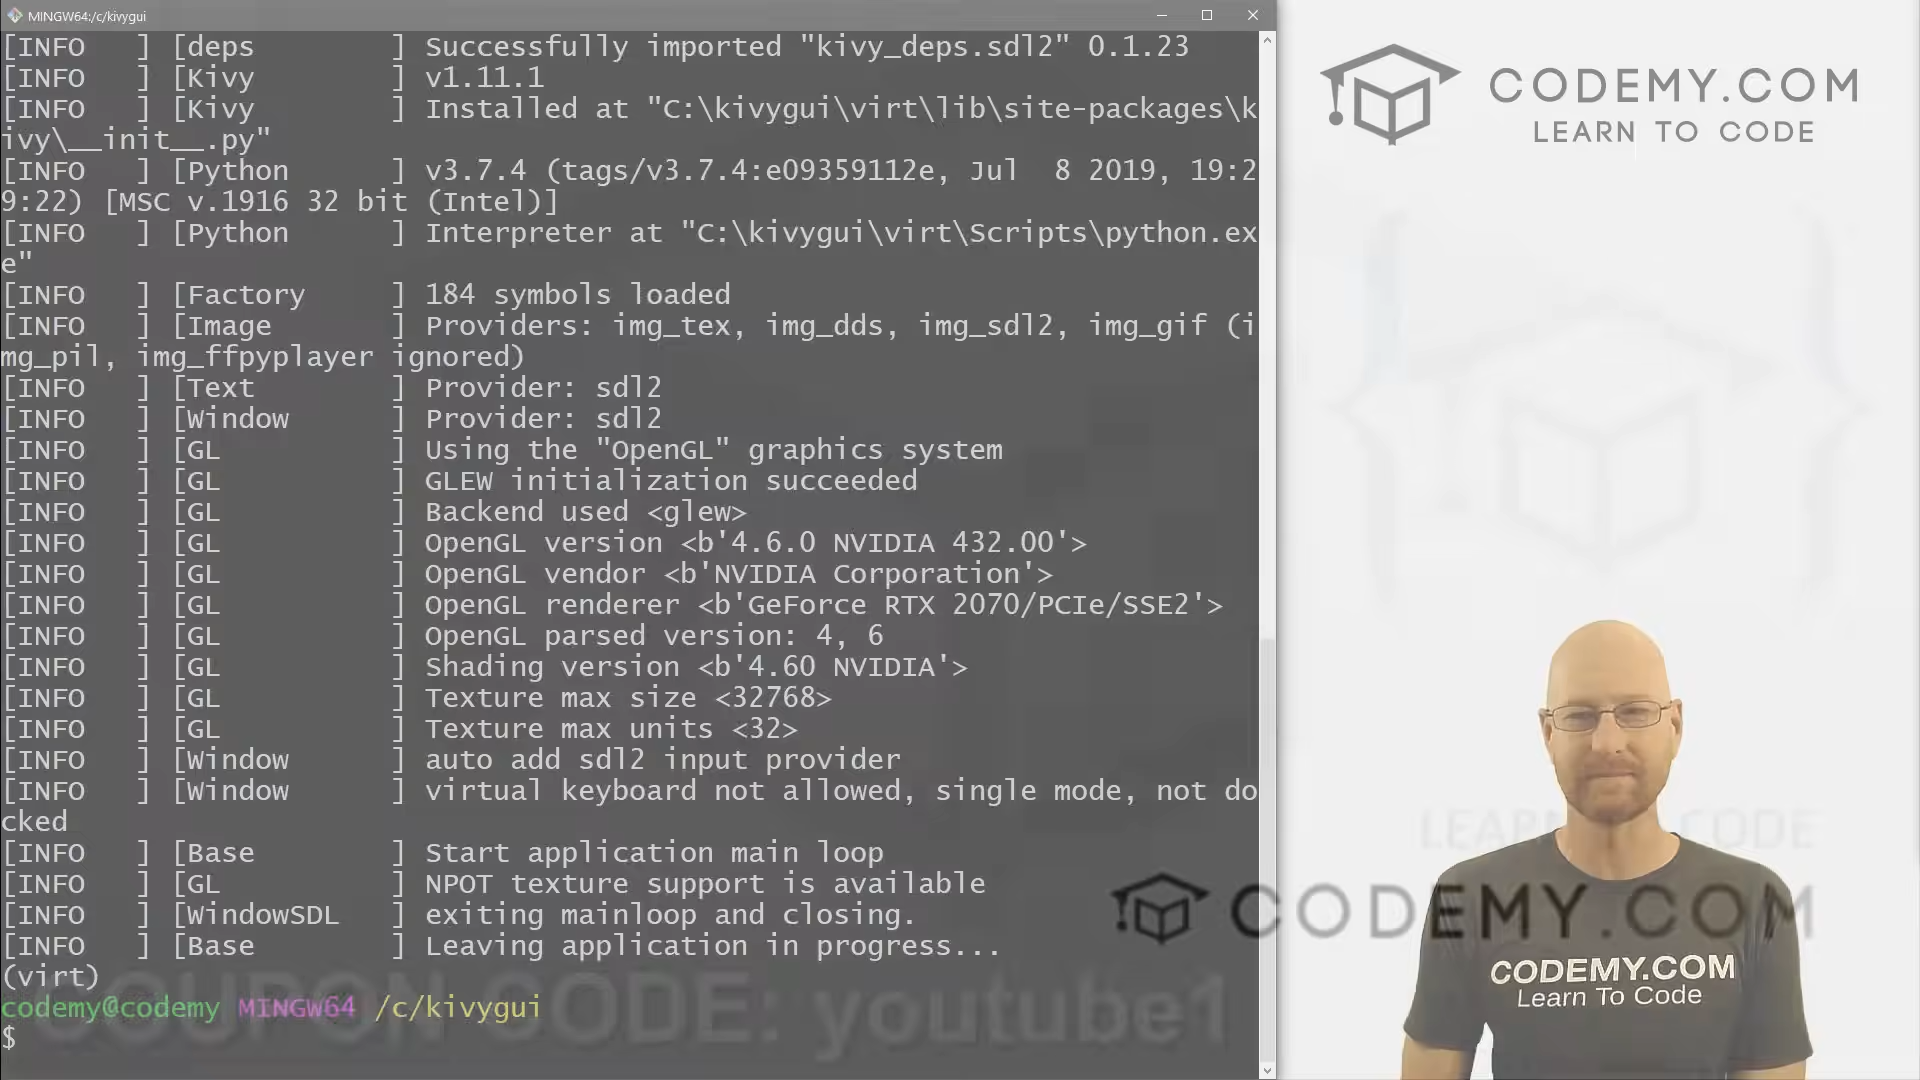 MINGW64:/c/kivygui
[INFO   ] [deps        ] Successfully imported "kivy_deps.sdl2" 0.1.23
[INFO   ] [Kivy        ] v1.11.1
[INFO   ] [Kivy        ] Installed at "C:\kivygui\virt\lib\site-packages\k
ivy\__init__.py"
[INFO   ] [Python      ] v3.7.4 (tags/v3.7.4:e09359112e, Jul  8 2019, 19:2
9:22) [MSC v.1916 32 bit (Intel)]
[INFO   ] [Python      ] Interpreter at "C:\kivygui\virt\Scripts\python.ex
e"
[INFO   ] [Factory     ] 184 symbols loaded
[INFO   ] [Image       ] Providers: img_tex, img_dds, img_sdl2, img_gif (i
mg_pil, img_ffpyplayer ignored)
[INFO   ] [Text        ] Provider: sdl2
[INFO   ] [Window      ] Provider: sdl2
[INFO   ] [GL          ] Using the "OpenGL" graphics system
[INFO   ] [GL          ] GLEW initialization succeeded
[INFO   ] [GL          ] Backend used <glew>
[INFO   ] [GL          ] OpenGL version <b'4.6.0 NVIDIA 432.00'>
[INFO   ] [GL          ] OpenGL vendor <b'NVIDIA Corporation'>
[INFO   ] [GL          ] OpenGL renderer <b'GeForce RTX 2070/PCIe/SSE2'>
[INFO   ] [GL          ] OpenGL parsed version: 4, 6
[INFO   ] [GL          ] Shading version <b'4.60 NVIDIA'>
[INFO   ] [GL          ] Texture max size <32768>
[INFO   ] [GL          ] Texture max units <32>
[INFO   ] [Window      ] auto add sdl2 input provider
[INFO   ] [Window      ] virtual keyboard not allowed, single mode, not do
cked
[INFO   ] [Base        ] Start application main loop
[INFO   ] [GL          ] NPOT texture support is available
[INFO   ] [WindowSDL   ] exiting mainloop and closing.
[INFO   ] [Base        ] Leaving application in progress...
(virt)
codemy@codemy MINGW64 /c/kivygui
$
COUPON CODE: youtube1
CODEMY.COM
LEARN TO CODE
LEARN TO CODE
CODEMY.COM
CODEMY.COM
Learn To Code